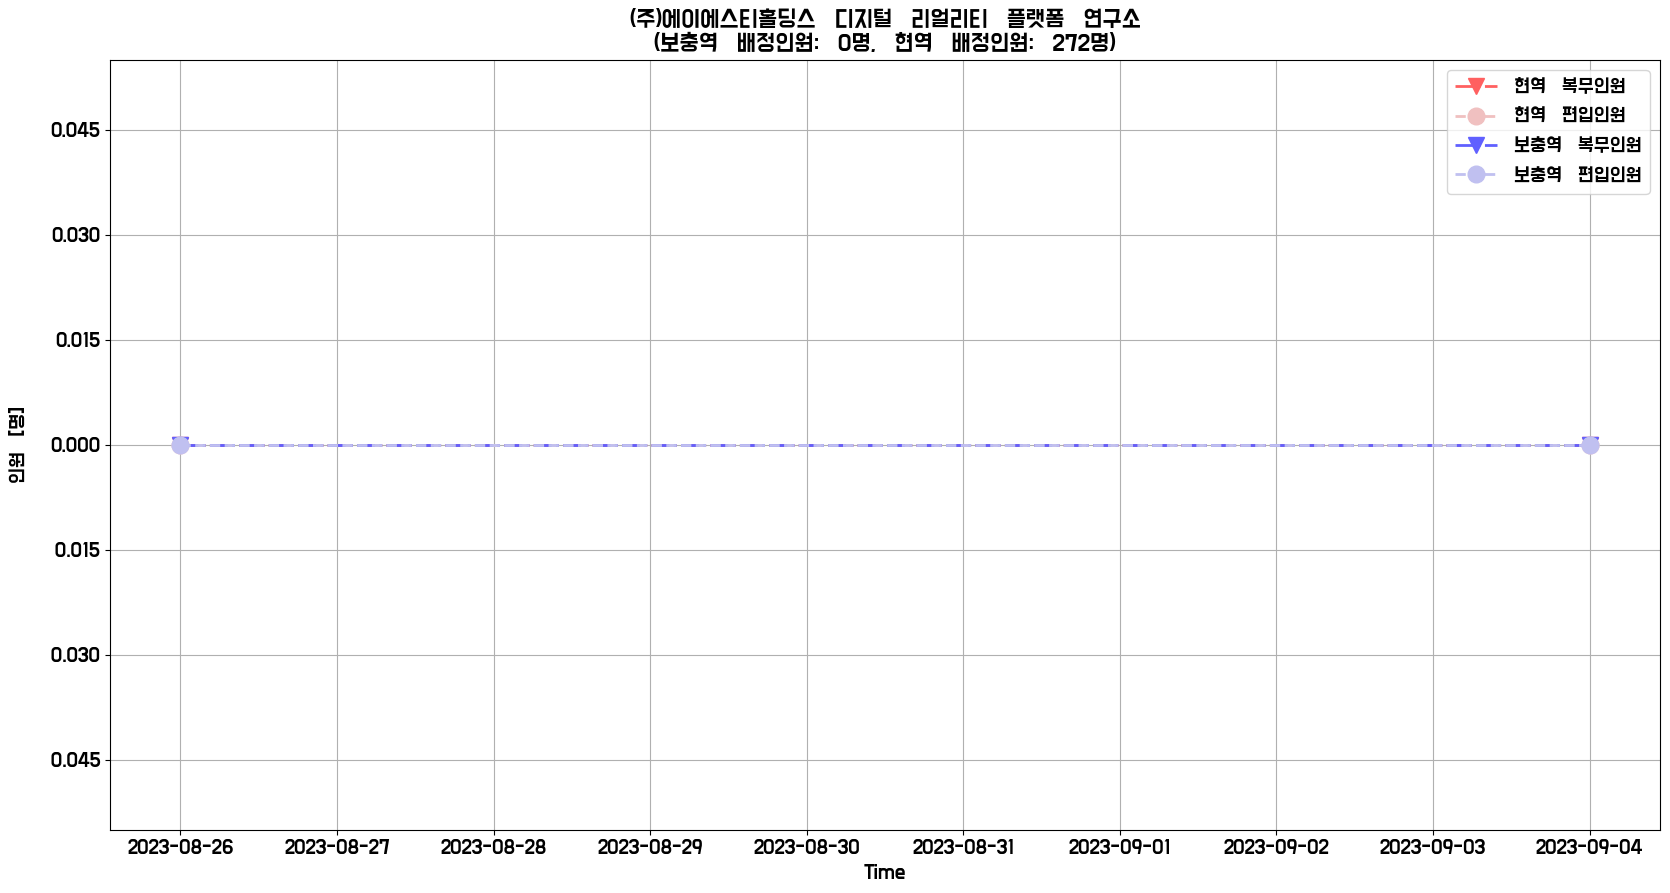 (주)에이에스티홀딩스 디지털 리얼리티 플랫폼 연구소
(보충역 배정인원: 0명, 현역 배정인원: 272명)
현역 복무인원
현역 편입인원
보충역 복무인원
보충역 편입인원
인원 [명]
0.045
0.030
0.015
0.000
0.015
0.030
0.045
2023-08-26 2023-08-27 2023-08-28 2023-08-29 2023-08-30 2023-08-31 2023-09-01 2023-09-02 2023-09-03 2023-09-04
Time